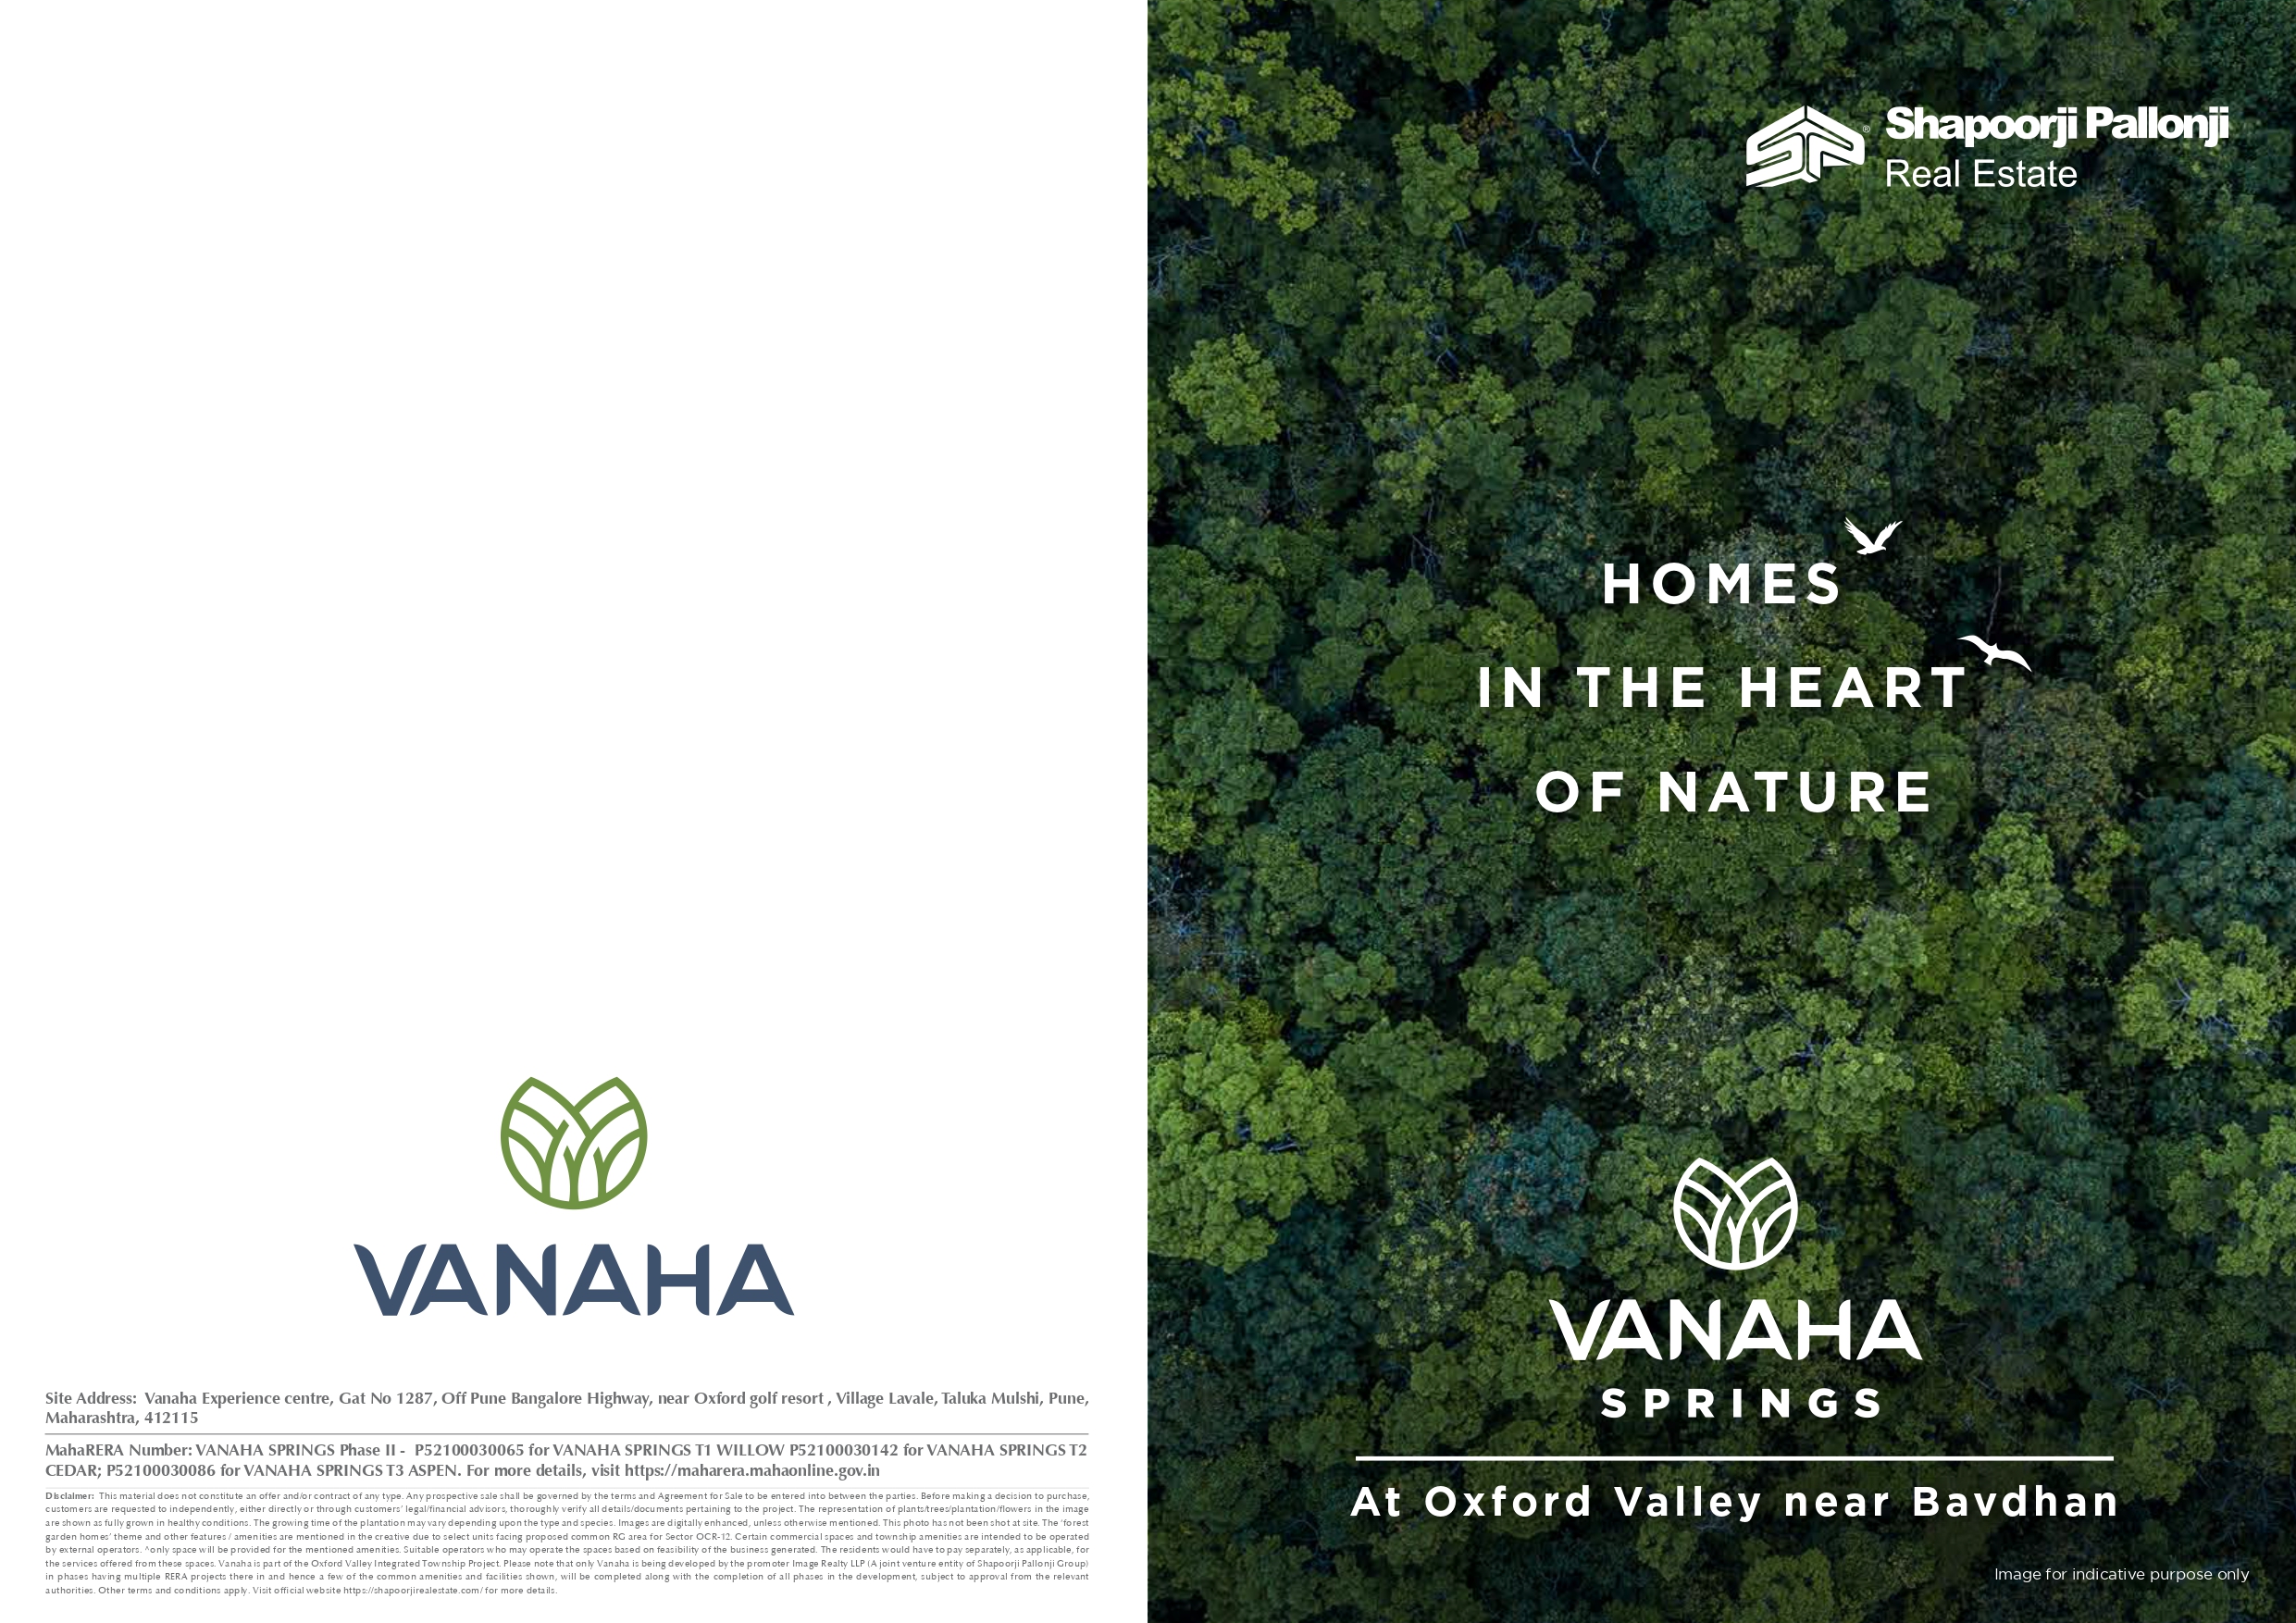 VANAHA
Site Address: Vanaha Experience centre, Gat No 1287, Off Pune Bangalore Highway, near Oxford golf resort , Village Lavale, Taluka Mulshi, Pune,
Maharashtra, 412115
MahaRERA Number: VANAHA SPRINGS Phase II - P52100030065 for VANAHA SPRINGS T1 WILLOW P52100030142 for VANAHA SPRINGS T2
CEDAR; P52100030086 for VANAHA SPRINGS T3 ASPEN. For more details, visit https://maharera.mahaonline.gov.in
Disclaimer: This material does not constitute an offer and/or contract of any type. Any prospective sale shall be governed by the terms and Agreement for Sale to be entered into between the parties. Before making a decision to purchase,
customers are requested to independently, either directly or through customers' legal/financial advisors, thoroughly verify all details/documents pertaining to the project. The representation of plants/trees/plantation/flowers in the image
are shown as fully grown in healthy conditions. The growing time of the plantation may vary depending upon the type and species. Images are digitally enhanced, unless otherwise mentioned. This photo has not been shot at site. The 'forest
garden homes' theme and other features / amenities are mentioned in the creative due to select units facing proposed common RG area for Sector OCR-12. Certain commercial spaces and township amenities are intended to be operated
by external operators. ^only space will be provided for the mentioned amenities. Suitable operators who may operate the spaces based on feasibility of the business generated. The residents would have to pay separately, as applicable, for
the services offered from these spaces. Vanaha is part of the Oxford Valley Integrated Township Project. Please note that only Vanaha is being developed by the promoter Image Realty LLP (A joint venture entity of Shapoorji Pallonji Group)
in phases having multiple RERA projects there in and hence a few of the common amenities and facilities shown, will be completed along with the completion of all phases in the development, subject to approval from the relevant
authorities. Other terms and conditions apply. Visit official website https://shapoorjirealestate.com/ for more details.
SP® Shapoorji Pallonji
Real Estate
HOMES
IN THE HEART
OF NATURE
VANAHA
SPRINGS
At Oxford Valley near Bavdhan
Image for indicative purpose only